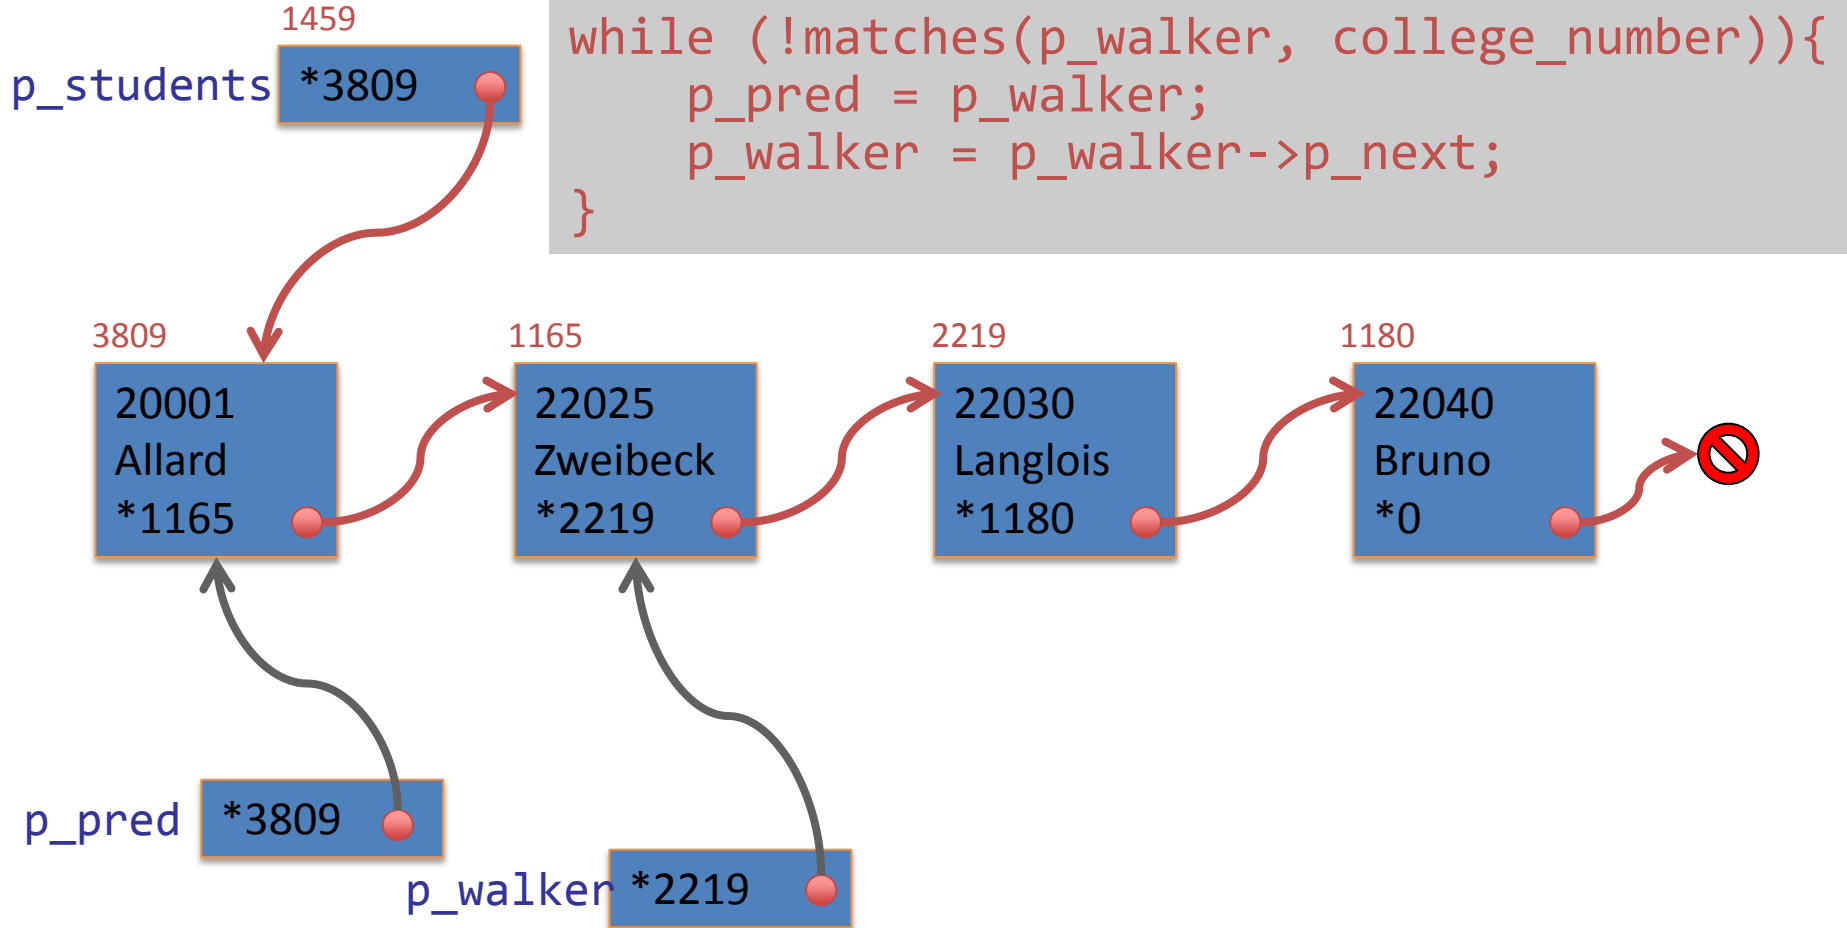 1459
p_students *3809
while (!matches(p_walker, college_number)){
    p_pred = p_walker;
    p_walker = p_walker->p_next;
}
3809
20001
Allard
*1165
1165
22025
Zweibeck
*2219
2219
22030
Langlois
*1180
1180
22040
Bruno
*0
p_pred *3809
p_walker *2219